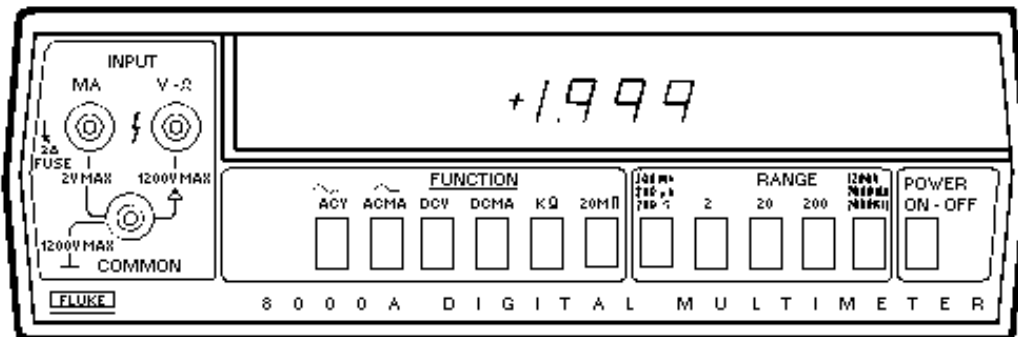 INPUT
MA V-Ω
+1.999
2A
FUSE
2V MAX 1200V MAX
1200V MAX
COMMON
FUNCTION
ACV ACMA DCV DCMA KΩ 20MΩ
RANGE
2 20 200
POWER
ON - OFF
FLUKE
8000A DIGITAL MULTIMETER